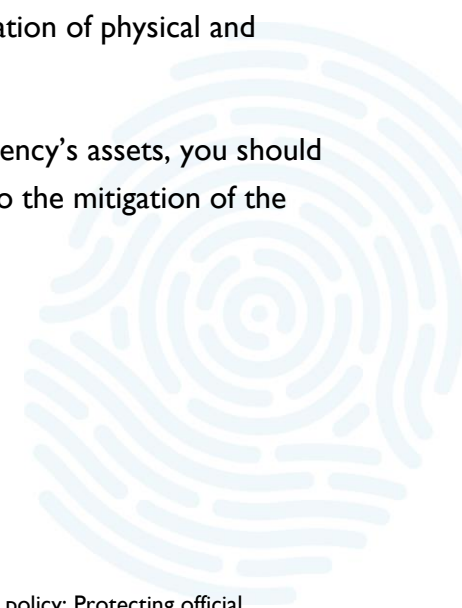 ation of physical and
ency’s assets, you should
o the mitigation of the
policy: Protecting official